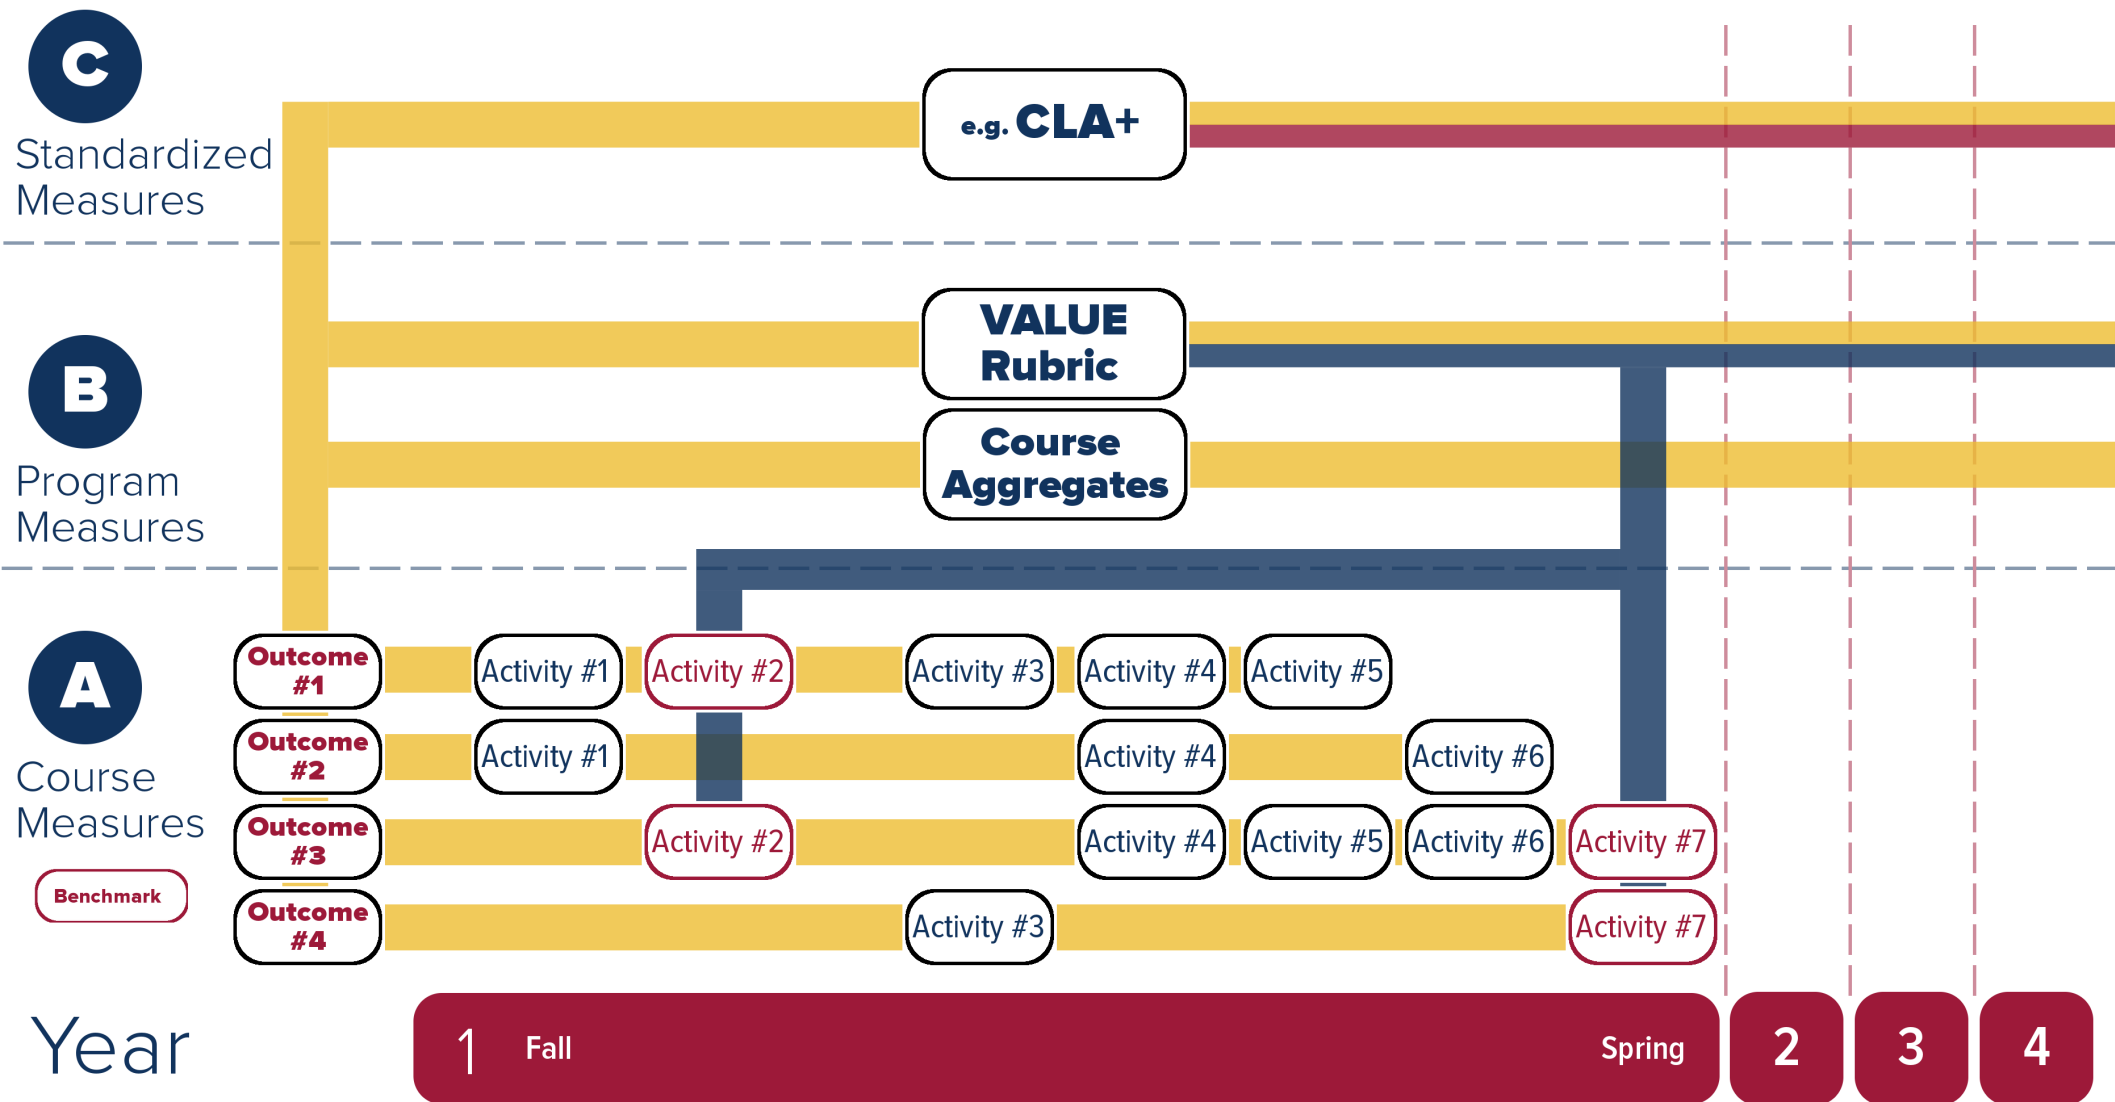 C
Standardized
Measures
e.g. CLA+
B
Program
Measures
VALUE
Rubric
Course
Aggregates
A
Course
Measures
Benchmark
Outcome
#1
Activity #1
Activity #2
Activity #3
Activity #4
Activity #5
Outcome
#2
Activity #1
Activity #4
Activity #6
Outcome
#3
Activity #2
Activity #4
Activity #5
Activity #6
Activity #7
Outcome
#4
Activity #3
Activity #7
Year
1 Fall Spring
2
3
4